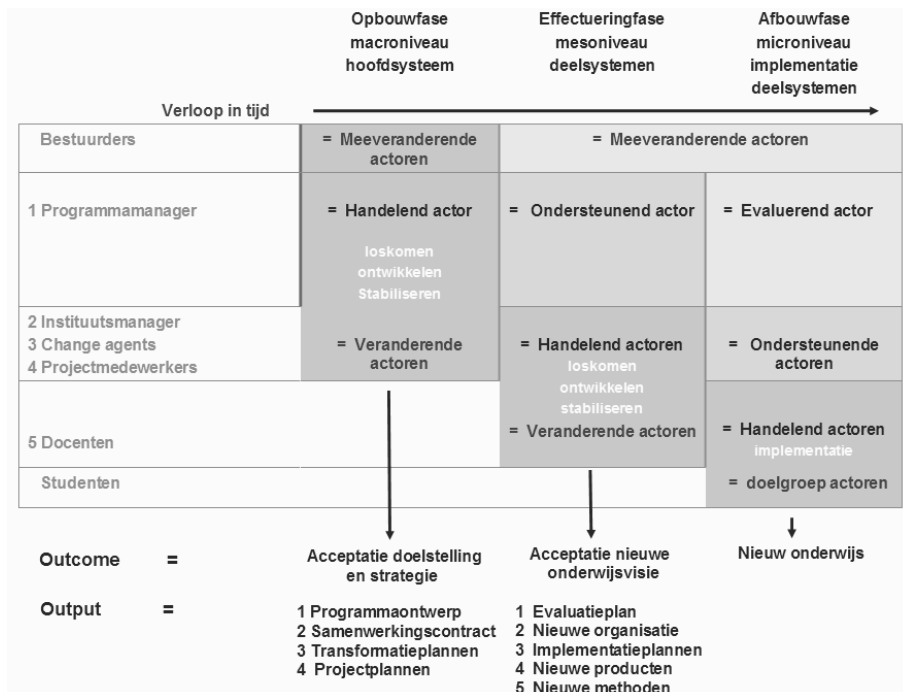 Opbouwfase
macroniveau
hoofdsysteem
Effectueringfase
mesoniveau
deelsystemen
Afbouwfase
microniveau
implementatie
deelsystemen
Verloop in tijd
Bestuurders
= Meeveranderende
actoren
= Meeveranderende actoren
1 Programmamanager
= Handelend actor
loskomen
ontwikkelen
Stabiliseren
= Ondersteunend actor
= Evaluerend actor
2 Instituutsmanager
3 Change agents
4 Projectmedewerkers
= Veranderende
actoren
= Handelend actoren
loskomen
ontwikkelen
stabiliseren
= Ondersteunende
actoren
5 Docenten
= Veranderende actoren
= Handelend actoren
implementatie
Studenten
= doelgroep actoren
Outcome =
Acceptatie doelstelling
en strategie
Acceptatie nieuwe
onderwijsvisie
Nieuw onderwijs
Output =
1 Programmaontwerp
2 Samenwerkingscontract
3 Transformatieplannen
4 Projectplannen
1 Evaluatieplan
2 Nieuwe organisatie
3 Implementatieplannen
4 Nieuwe producten
5 Nieuwe methoden